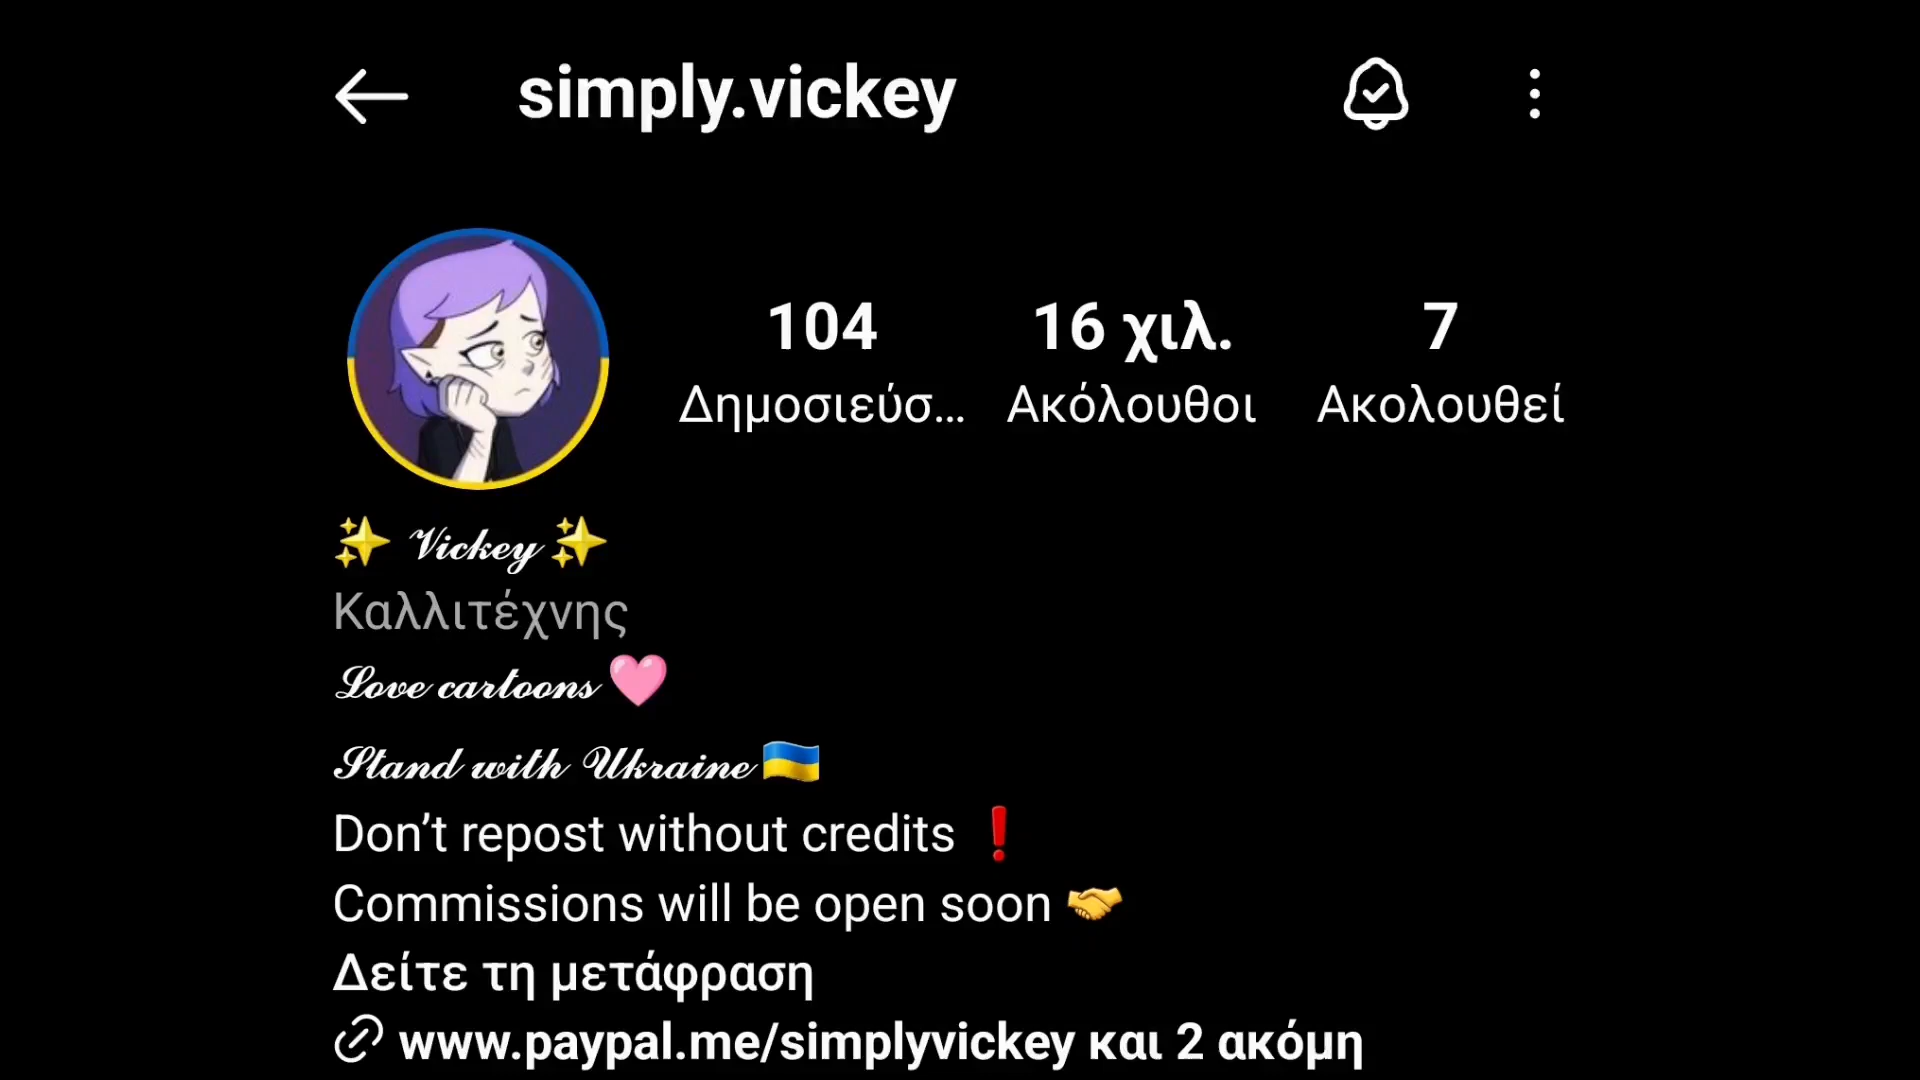 simply.vickey
104 16 χιλ. 7
Δημοσιεύσ... Ακόλουθοι Ακολουθεί
✨ 𝒱𝒾𝒸𝓀ℯ𝓎 ✨
Καλλιτέχνης
ℒℴ𝓋ℯ 𝒸𝒶𝓇𝓉ℴℴ𝓃𝓈 🩷
𝒮𝓉𝒶𝓃𝒹 𝓌𝒾𝓉𝒽 𝒰𝓀𝓇𝒶𝒾𝓃ℯ 🇺🇦
Don’t repost without credits ❗
Commissions will be open soon 🤝
Δείτε τη μετάφραση
www.paypal.me/simplyvickey και 2 ακόμη